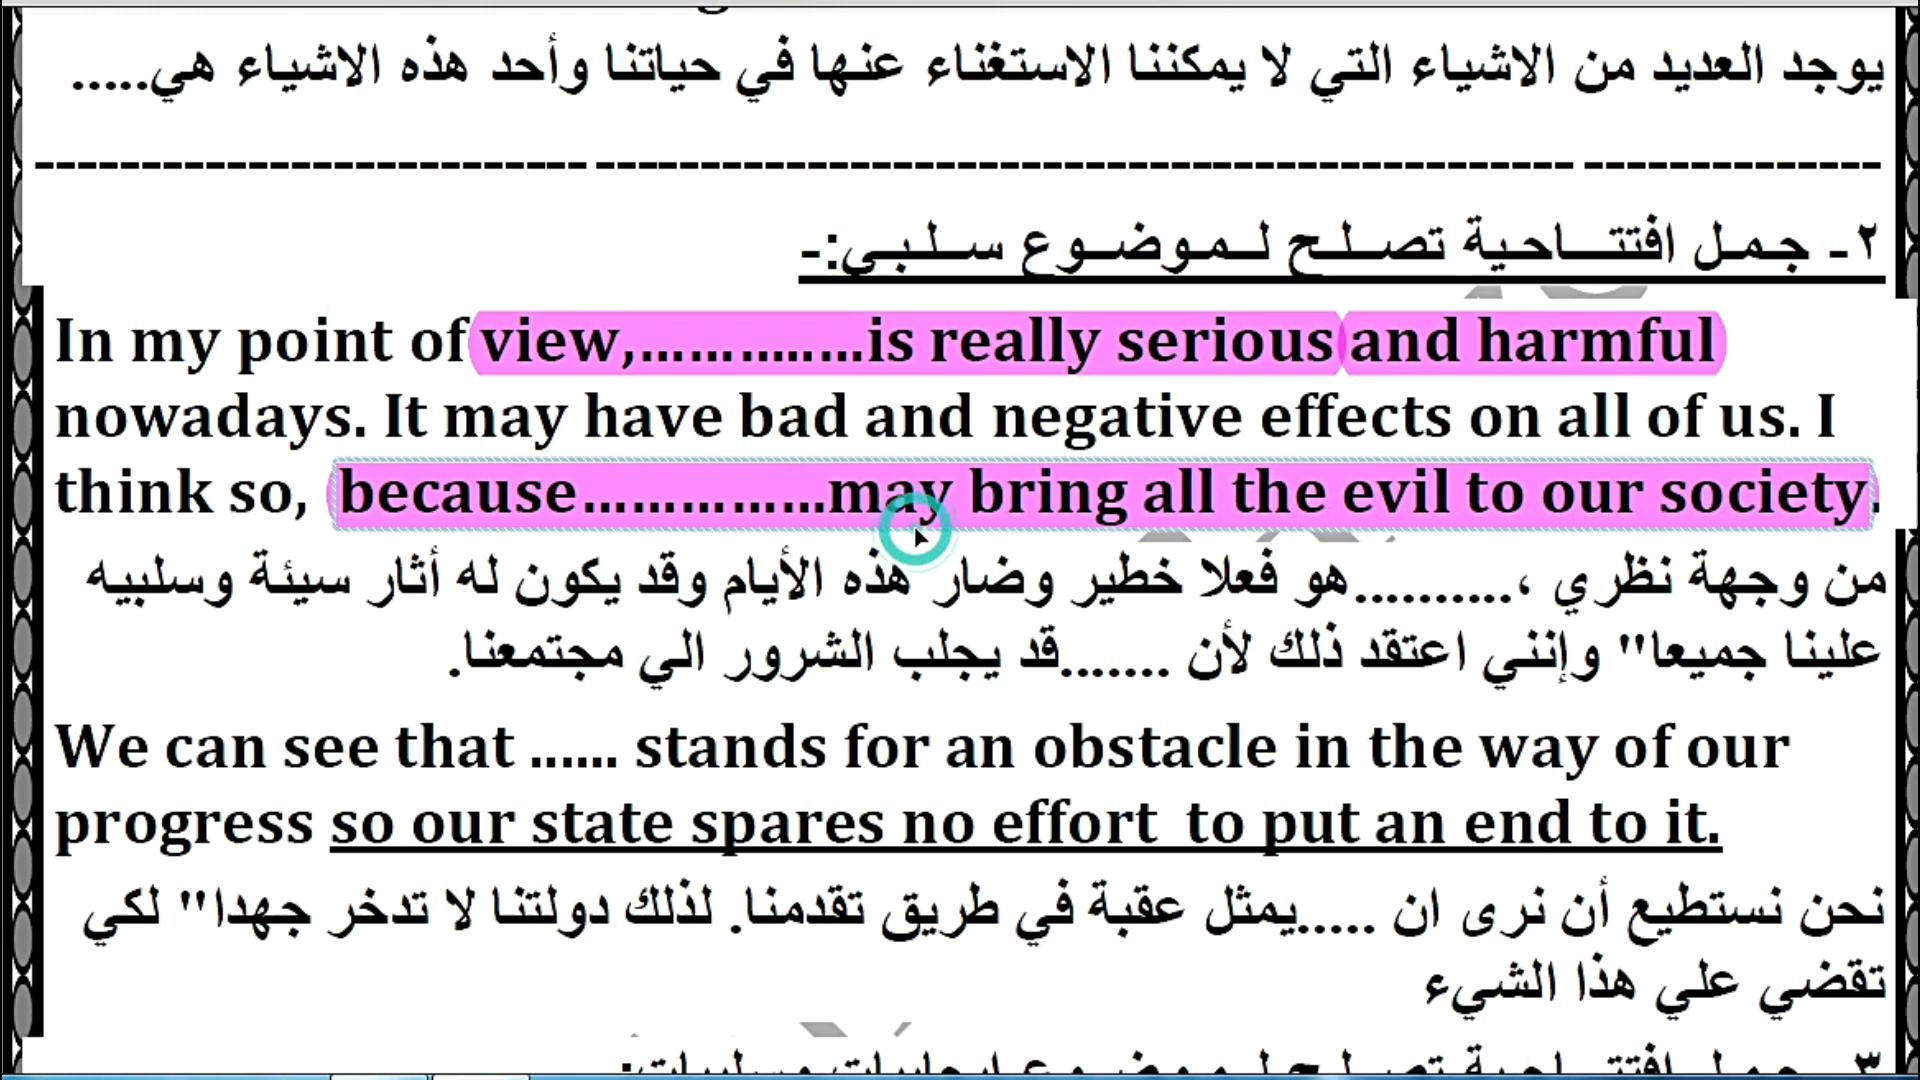 يوجد العديد من الاشياء التي لا يمكننا الاستغناء عنها في حياتنا وأحد هذه الاشياء هي.....
٢- جـمـل افتتـــاحـية تصــلـح لــمـوضــوع ســلـبـي:-
In my point of view,..............is really serious and harmful
nowadays. It may have bad and negative effects on all of us. I
think so, because...............may bring all the evil to our society.
من وجهة نظري ،..........هو فعلا خطير وضار هذه الأيام وقد يكون له أثار سيئة وسلبيه
علينا جميعا" وإنني اعتقد ذلك لأن .......قد يجلب الشرور الي مجتمعنا.
We can see that ...... stands for an obstacle in the way of our
progress so our state spares no effort to put an end to it.
نحن نستطيع أن نرى ان .....يمثل عقبة في طريق تقدمنا. لذلك دولتنا لا تدخر جهدا" لكي
تقضي علي هذا الشيء